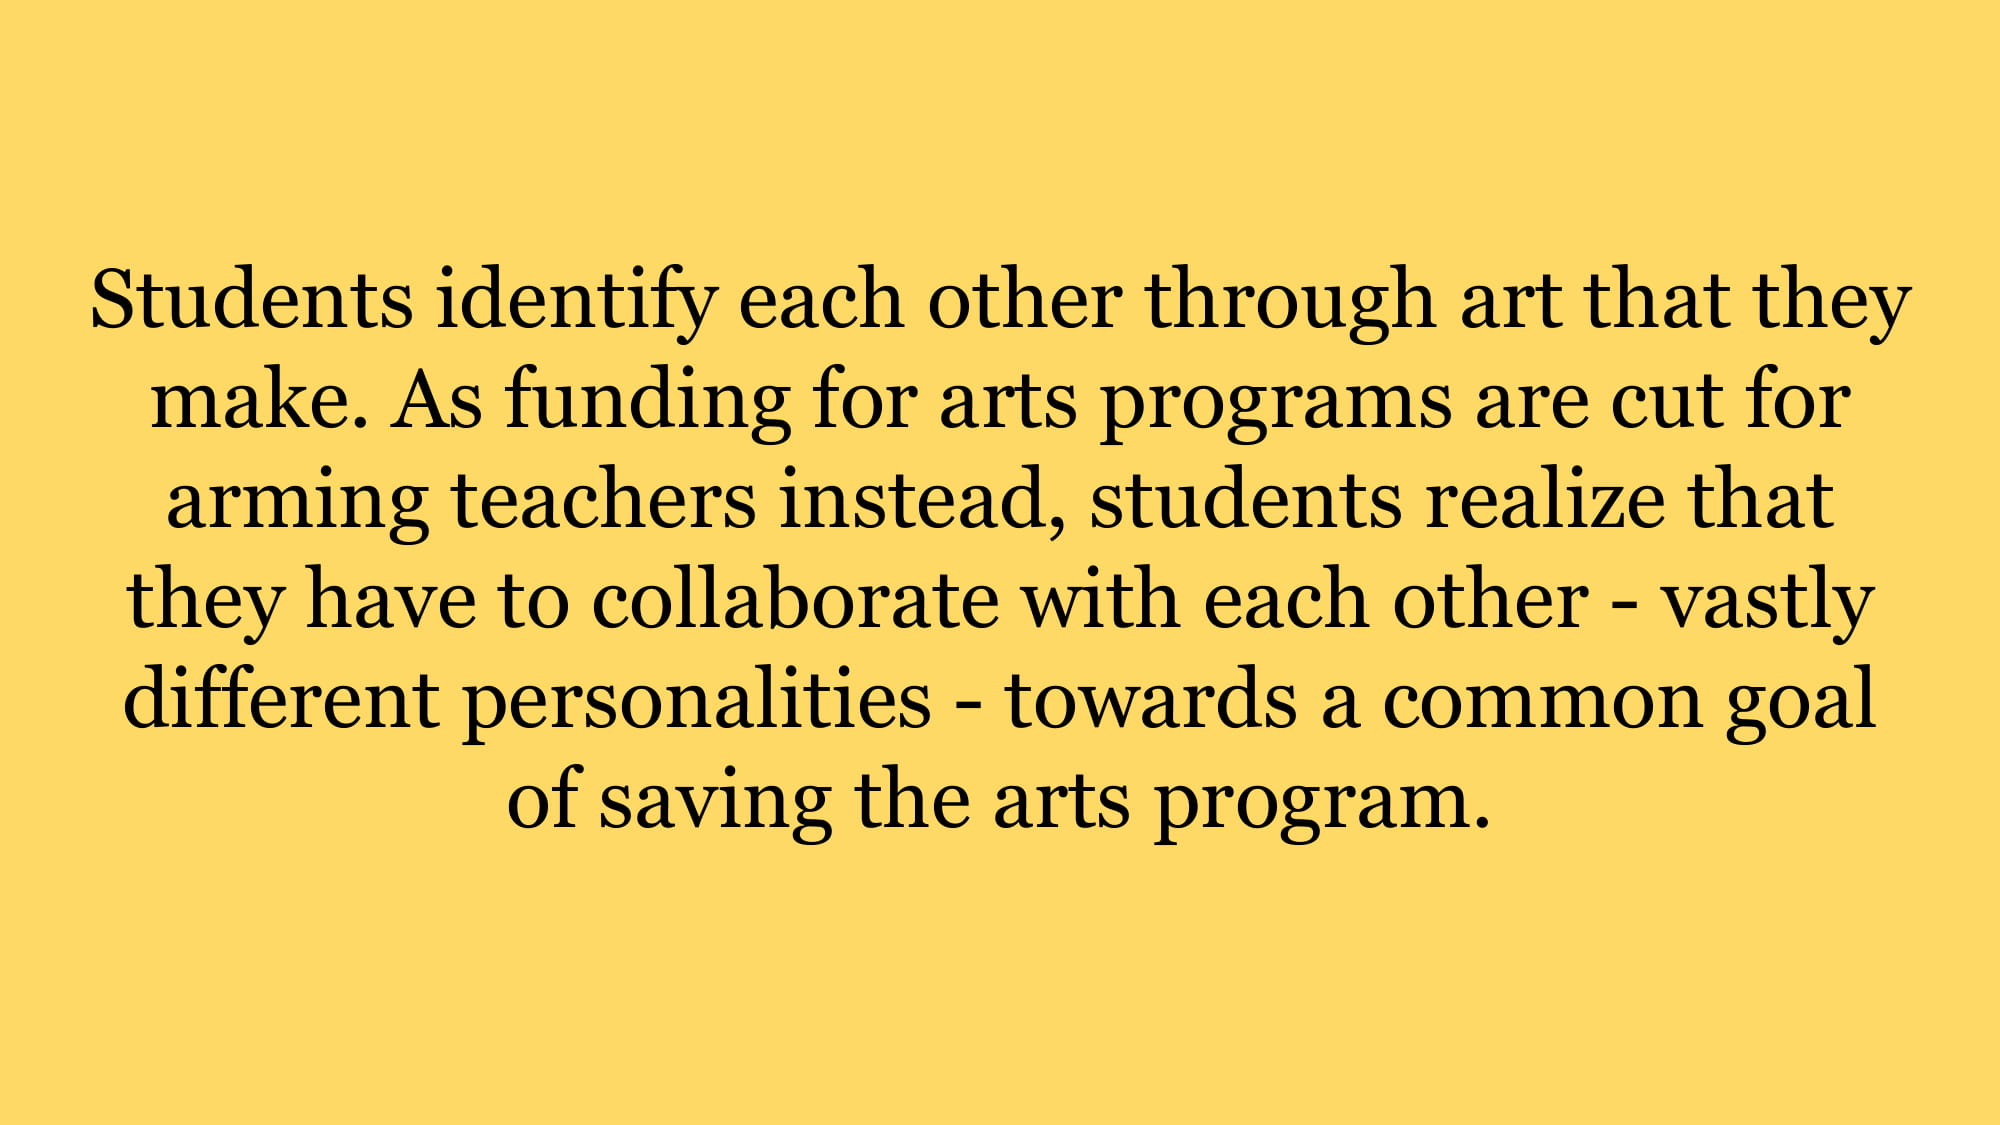 Students identify each other through art that they
make. As funding for arts programs are cut for
arming teachers instead, students realize that
they have to collaborate with each other - vastly
different personalities - towards a common goal
of saving the arts program.